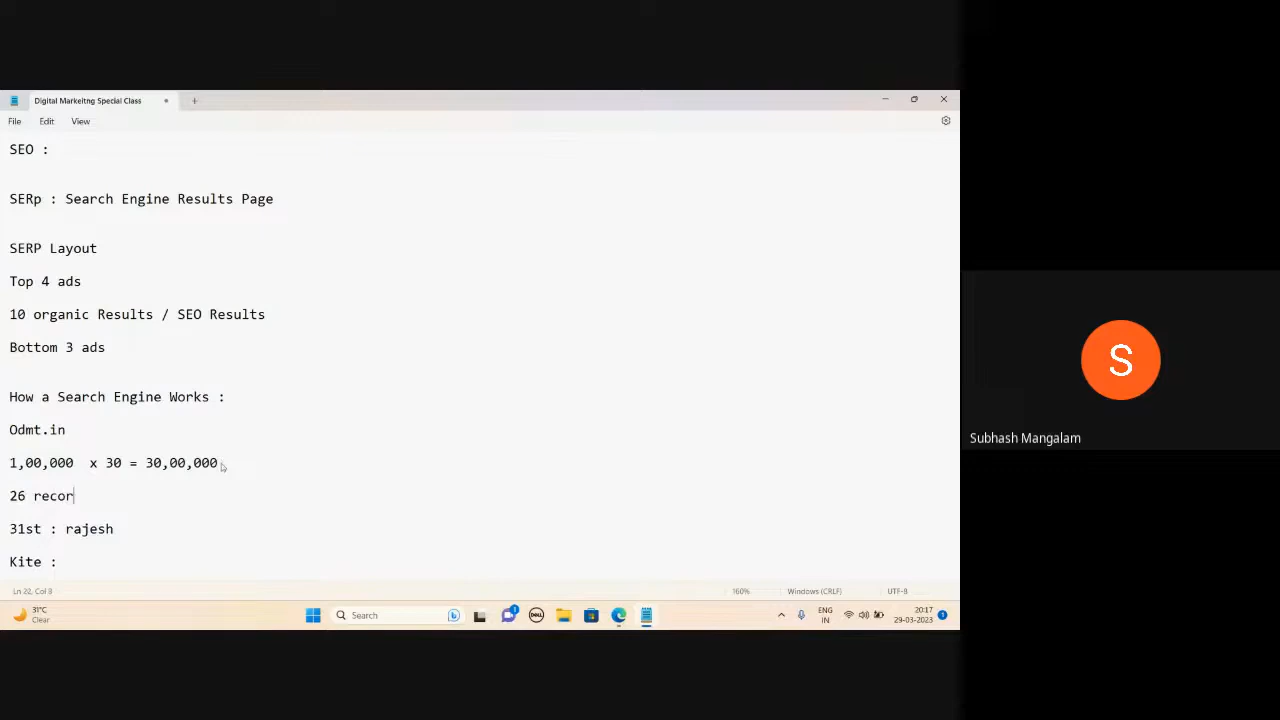 Digital Markeitng Special Class
File Edit View
SEO :
SERp : Search Engine Results Page
SERP Layout
Top 4 ads
10 organic Results / SEO Results
Bottom 3 ads
How a Search Engine Works :
Odmt.in
1,00,000 x 30 = 30,00,000
26 recor
31st : rajesh
Kite :
S
Subhash Mangalam
Ln 22, Col 8
160%
Windows (CRLF)
UTF-8
31°C
Clear
Search
DELL
ENG
IN
20:17
29-03-2023